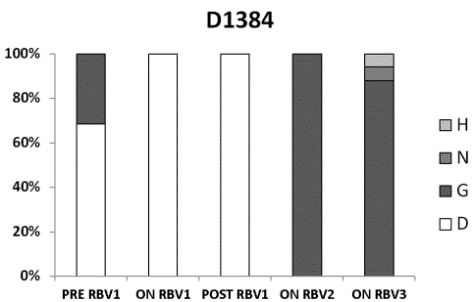 D1384
100%
80%
60%
40%
20%
0%
H
N
G
D
PRE RBV1 ON RBV1 POST RBV1 ON RBV2 ON RBV3